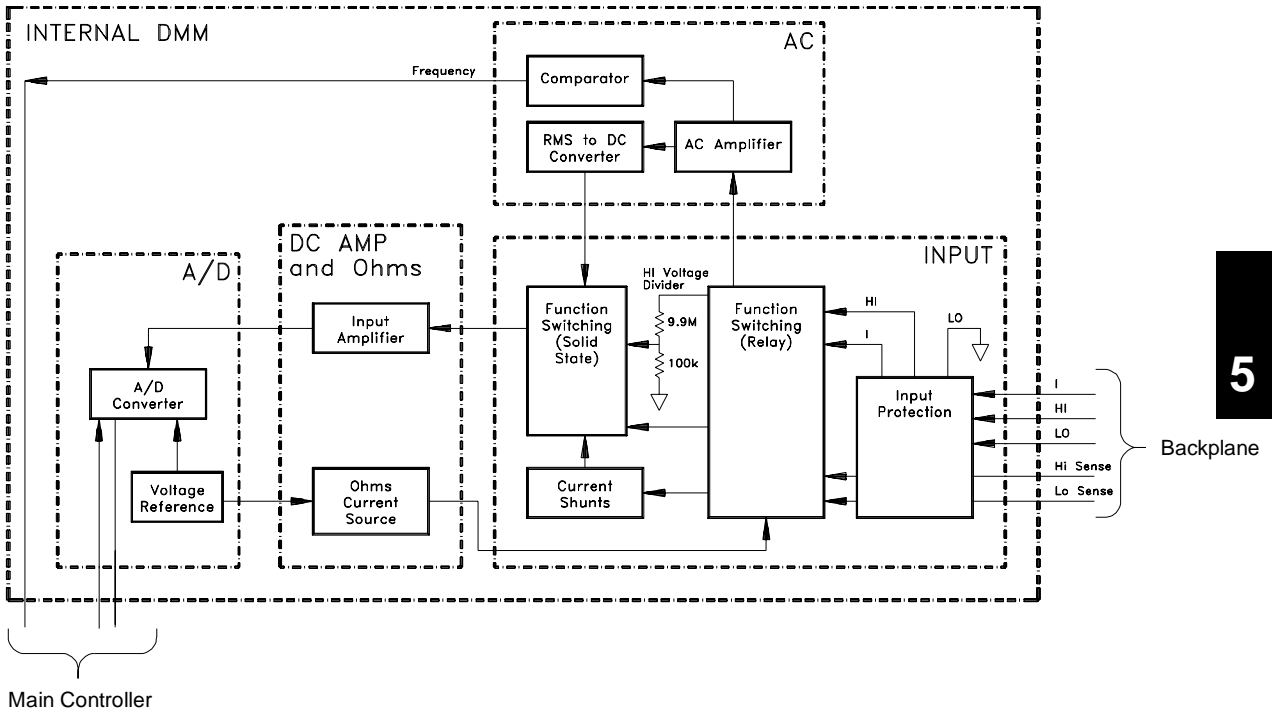 INTERNAL DMM
AC
Frequency
Comparator
RMS to DC
Converter
AC Amplifier
DC AMP
and Ohms
A/D
INPUT
HI Voltage
Divider
9.9M
100k
Function
Switching
(Solid
State)
Function
Switching
(Relay)
HI
I
LO
Input
Amplifier
A/D
Converter
Input
Protection
I
HI
LO
Hi Sense
Lo Sense
Backplane
5
Voltage
Reference
Ohms
Current
Source
Current
Shunts
Main Controller